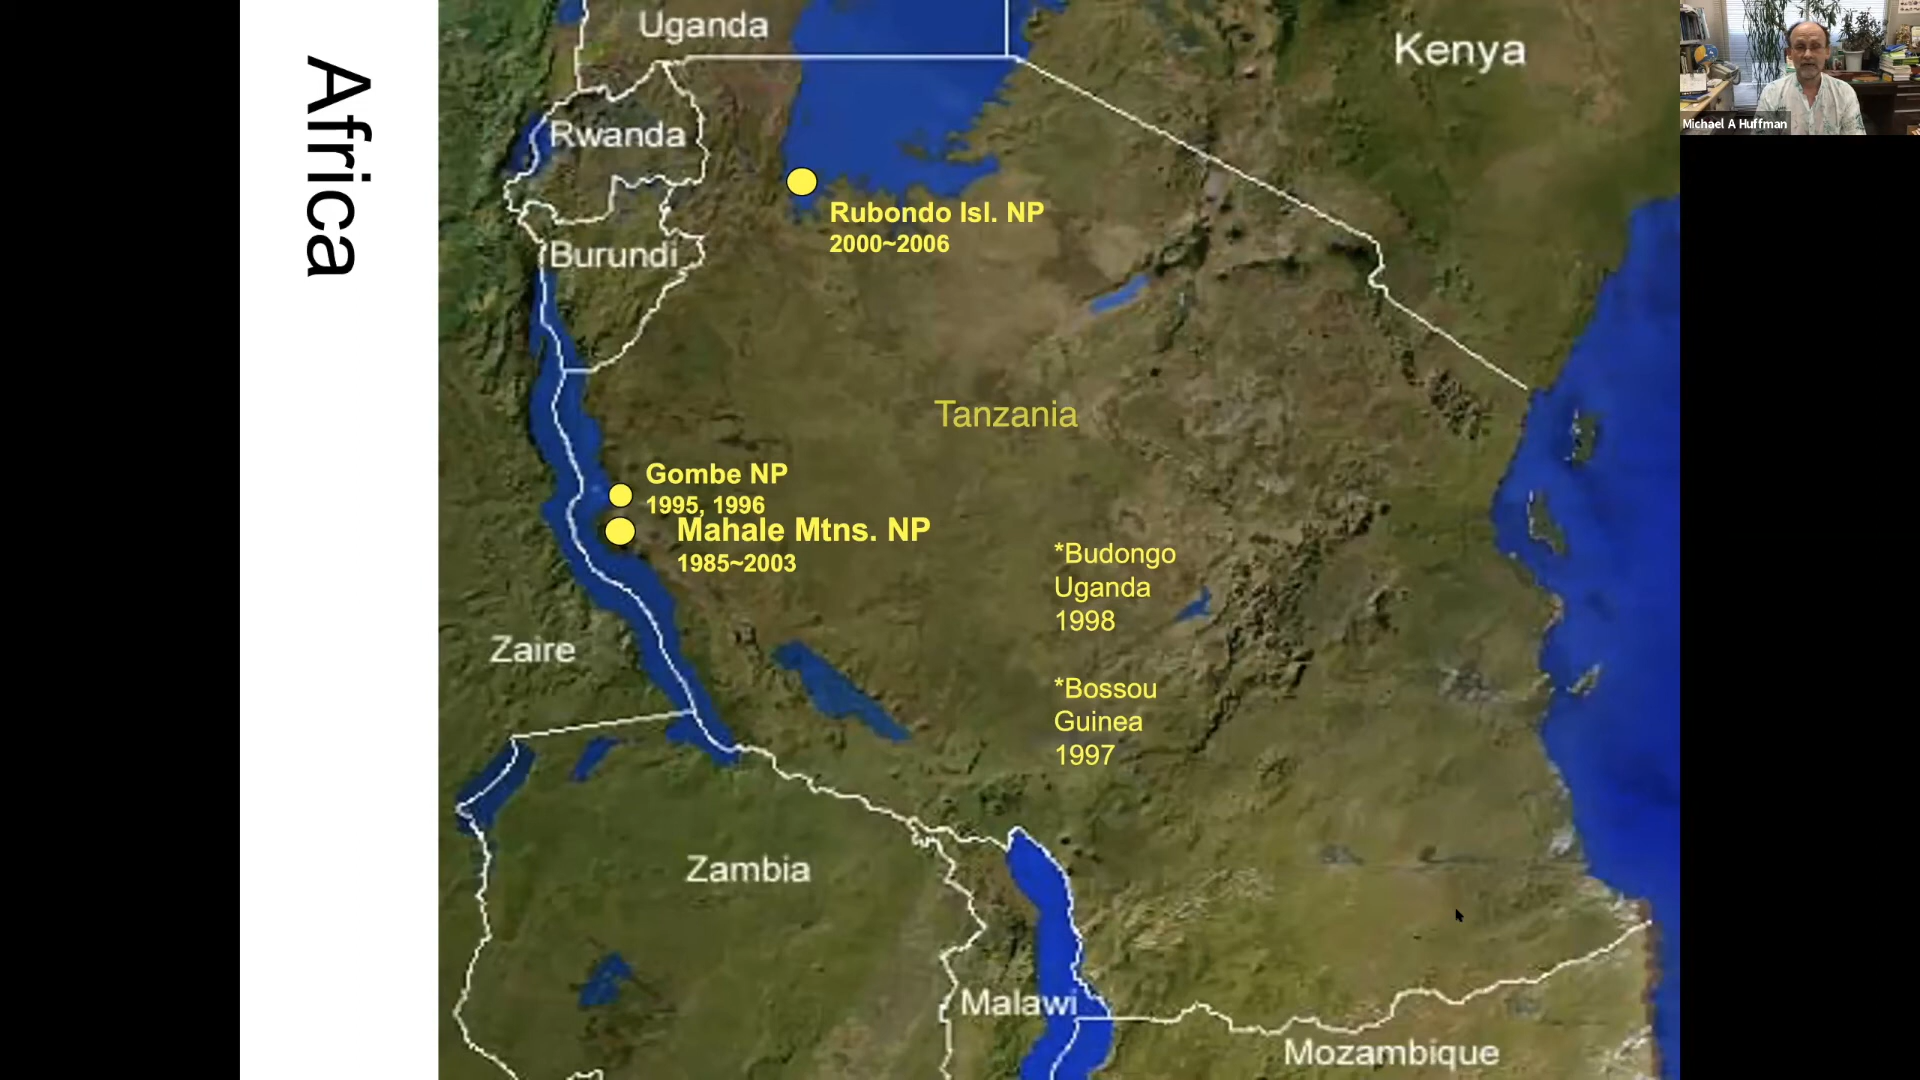 Africa
Uganda
Kenya
Rwanda
Rubondo Isl. NP
2000~2006
Burundi
Tanzania
Gombe NP
1995, 1996
Mahale Mtns. NP
1985~2003
*Budongo
Uganda
1998
Zaire
*Bossou
Guinea
1997
Zambia
Malawi
Mozambique
Michael A Huffman